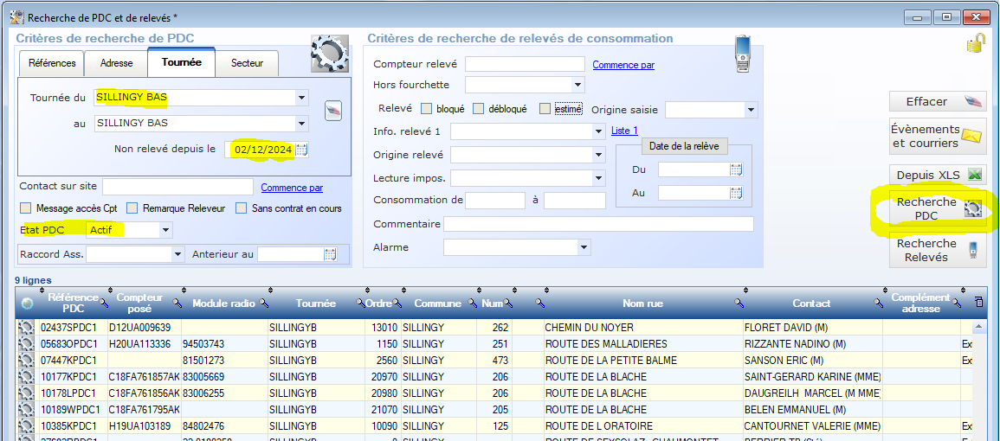 Recherche de PDC et de relevés *
Critères de recherche de PDC
Références Adresse Tournée Secteur
Tournée du SILLINGY BAS
au SILLINGY BAS
Non relevé depuis le 02/12/2024
Contact sur site Commence par
Message accès Cpt Remarque Releveur Sans contrat en cours
Etat PDC Actif
Raccord Ass. Anterieur au
Critères de recherche de relevés de consommation
Compteur relevé Commence par
Hors fourchette
Relevé bloqué débloqué estimé Origine saisie
Info. relevé 1 Liste 1
Origine relevé
Lecture impos.
Consommation de à
Date de la relève
Du
Au
Commentaire
Alarme
Effacer
Évènements
et courriers
Depuis XLS
Recherche
PDC
Recherche
Relevés
9 lignes
Référence PDC Compteur posé Module radio Tournée Ordre Commune Num Nom rue Contact Complément adresse
02437SPDC1 D12UA009639 SILLINGYB 13010 SILLINGY 262 CHEMIN DU NOYER FLORET DAVID (M)
05683OPDC1 H20UA113336 94503743 SILLINGYB 1150 SILLINGY 251 ROUTE DES MALLADIERES RIZZANTE NADINO (M) Ex
07447KPDC1 81501273 SILLINGYB 2560 SILLINGY 473 ROUTE DE LA PETITE BALME SANSON ERIC (M) Ex
10177KPDC1 C18FA761857AK 83005669 SILLINGYB 20970 SILLINGY 206 ROUTE DE LA BLACHE SAINT-GERARD KARINE (MME)
10178LPDC1 C18FA761856AK 83006255 SILLINGYB 20980 SILLINGY 206 ROUTE DE LA BLACHE DAUGREILH MARCEL (M MME)
10189WPDC1 C18FA761795AK SILLINGYB 21070 SILLINGY 205 ROUTE DE LA BLACHE BELEN EMMANUEL (M)
10385KPDC1 H19UA103189 84802476 SILLINGYB 10090 SILLINGY 125 ROUTE DE L ORATOIRE CANTOURNET VALERIE (MME) Ex